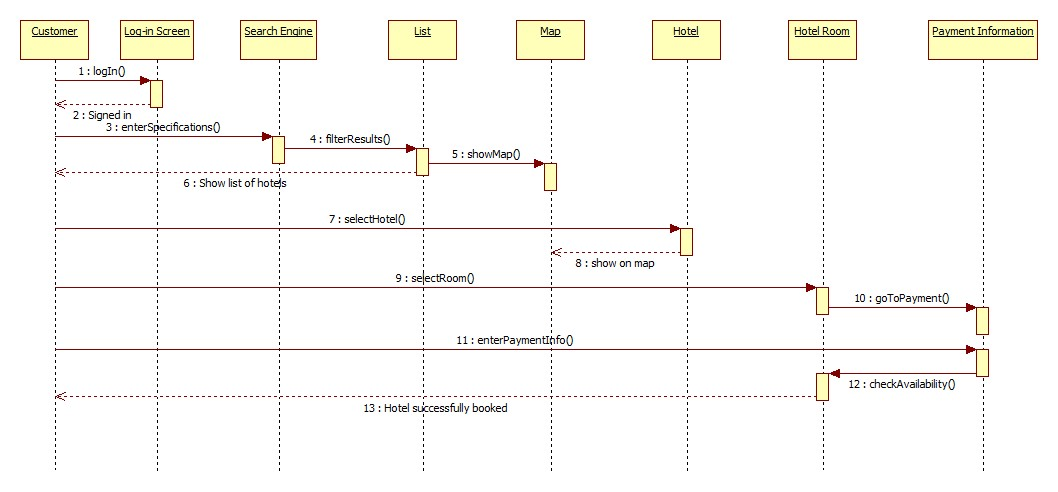 Customer
Log-in Screen
Search Engine
List
Map
Hotel
Hotel Room
Payment Information
1 : logIn()
2 : Signed in
3 : enterSpecifications()
4 : filterResults()
5 : showMap()
6 : Show list of hotels
7 : selectHotel()
8 : show on map
9 : selectRoom()
10 : goToPayment()
11 : enterPaymentInfo()
12 : checkAvailability()
13 : Hotel successfully booked